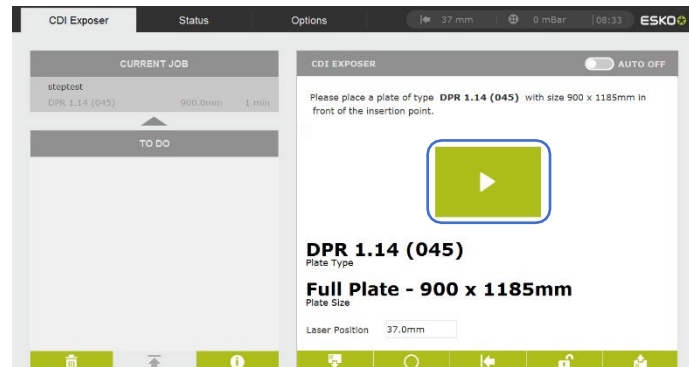 CDI Exposer Status Options 37 mm 0 mBar 08:33 ESKO
CURRENT JOB
steptest
DPR 1.14 (045) 900.0mm 1 min
TO DO
CDI EXPOSER AUTO OFF
Please place a plate of type DPR 1.14 (045) with size 900 x 1185mm in
front of the insertion point.
DPR 1.14 (045)
Plate Type
Full Plate - 900 x 1185mm
Plate Size
Laser Position 37.0mm